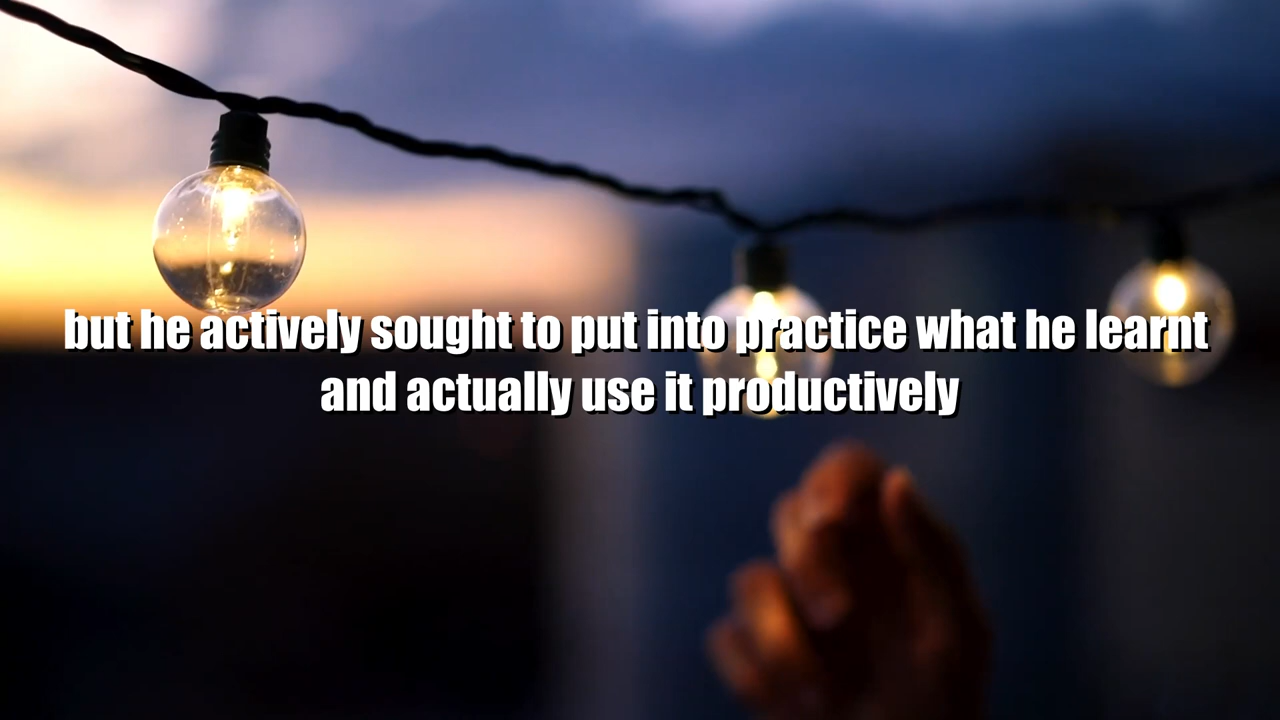 but he actively sought to put into practice what he learnt
and actually use it productively